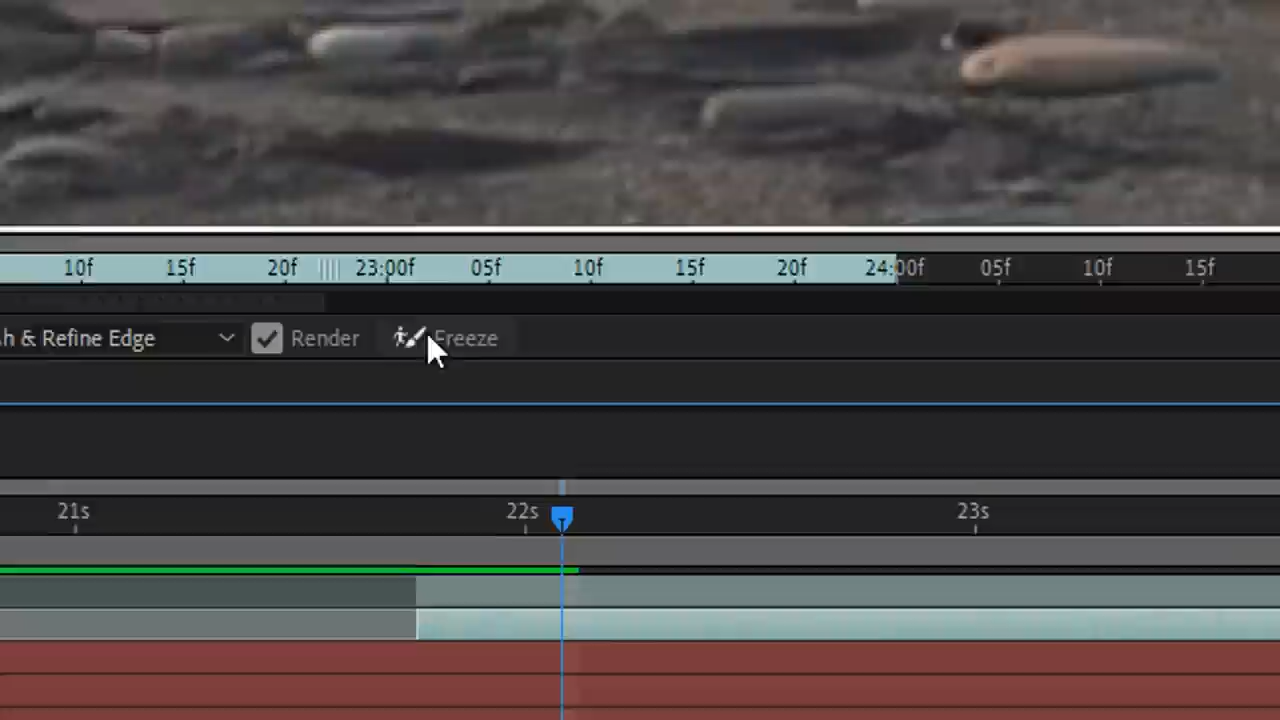 10f 15f 20f 23:00f 05f 10f 15f 20f 24:00f 05f 10f 15f
h & Refine Edge Render Freeze
21s 22s 23s